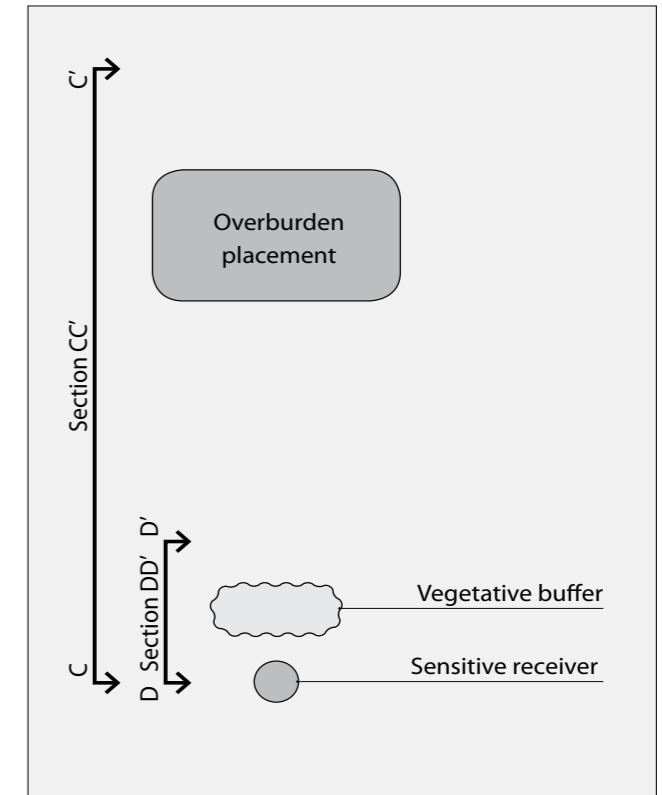 C'
Overburden
placement
Section CC'
D'
Section DD'
Vegetative buffer
Sensitive receiver
C
D